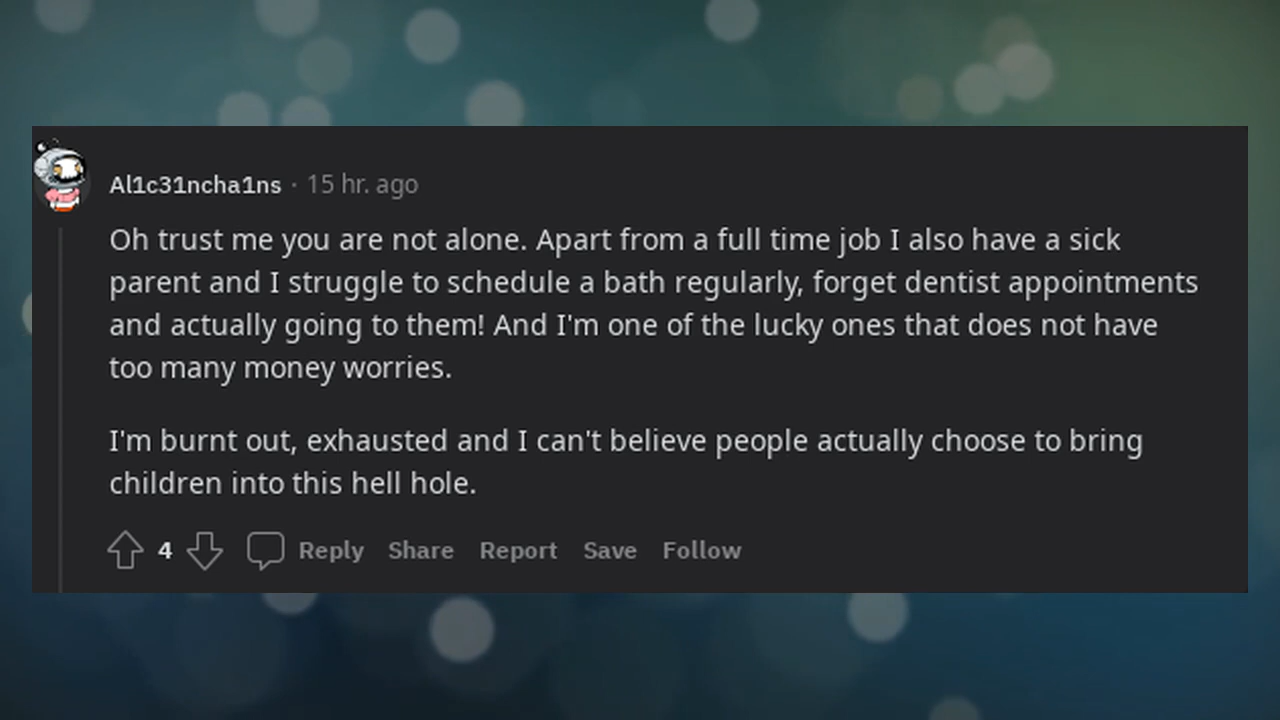 Al1c31ncha1ns · 15 hr. ago
Oh trust me you are not alone. Apart from a full time job I also have a sick
parent and I struggle to schedule a bath regularly, forget dentist appointments
and actually going to them! And I'm one of the lucky ones that does not have
too many money worries.
I'm burnt out, exhausted and I can't believe people actually choose to bring
children into this hell hole.
4 Reply Share Report Save Follow